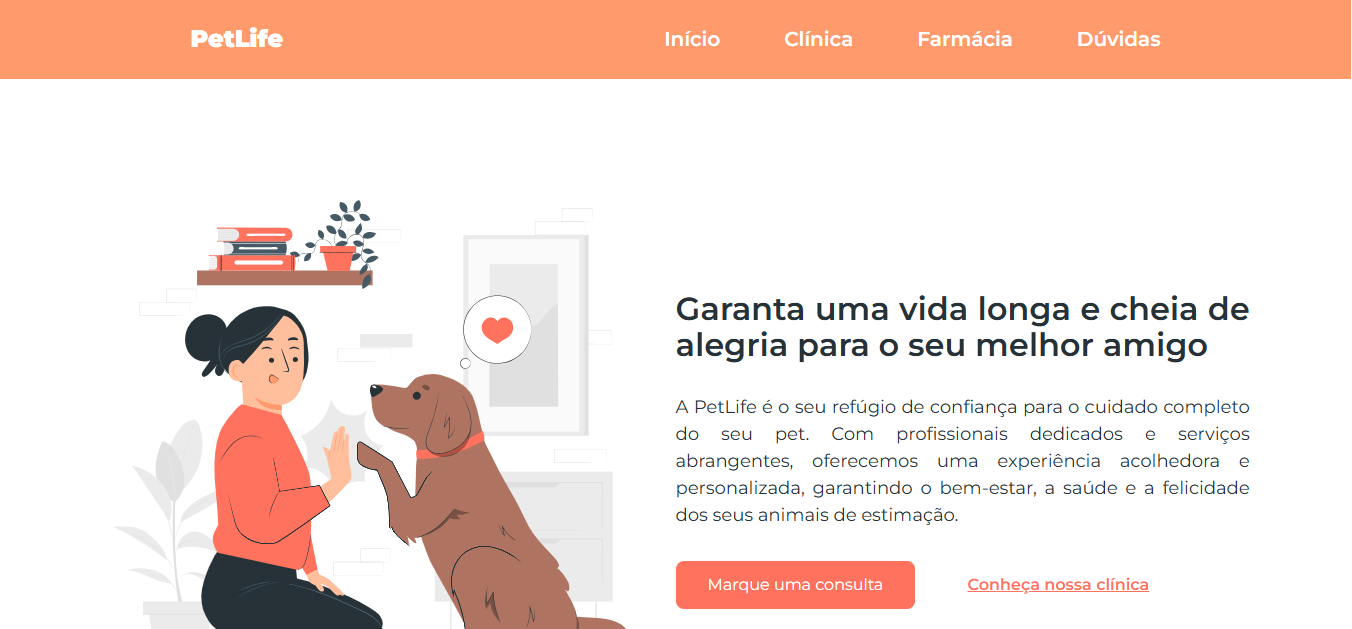 PetLife
Início Clínica Farmácia Dúvidas
Garanta uma vida longa e cheia de
alegria para o seu melhor amigo
A PetLife é o seu refúgio de confiança para o cuidado completo
do seu pet. Com profissionais dedicados e serviços
abrangentes, oferecemos uma experiência acolhedora e
personalizada, garantindo o bem-estar, a saúde e a felicidade
dos seus animais de estimação.
Marque uma consulta
Conheça nossa clínica